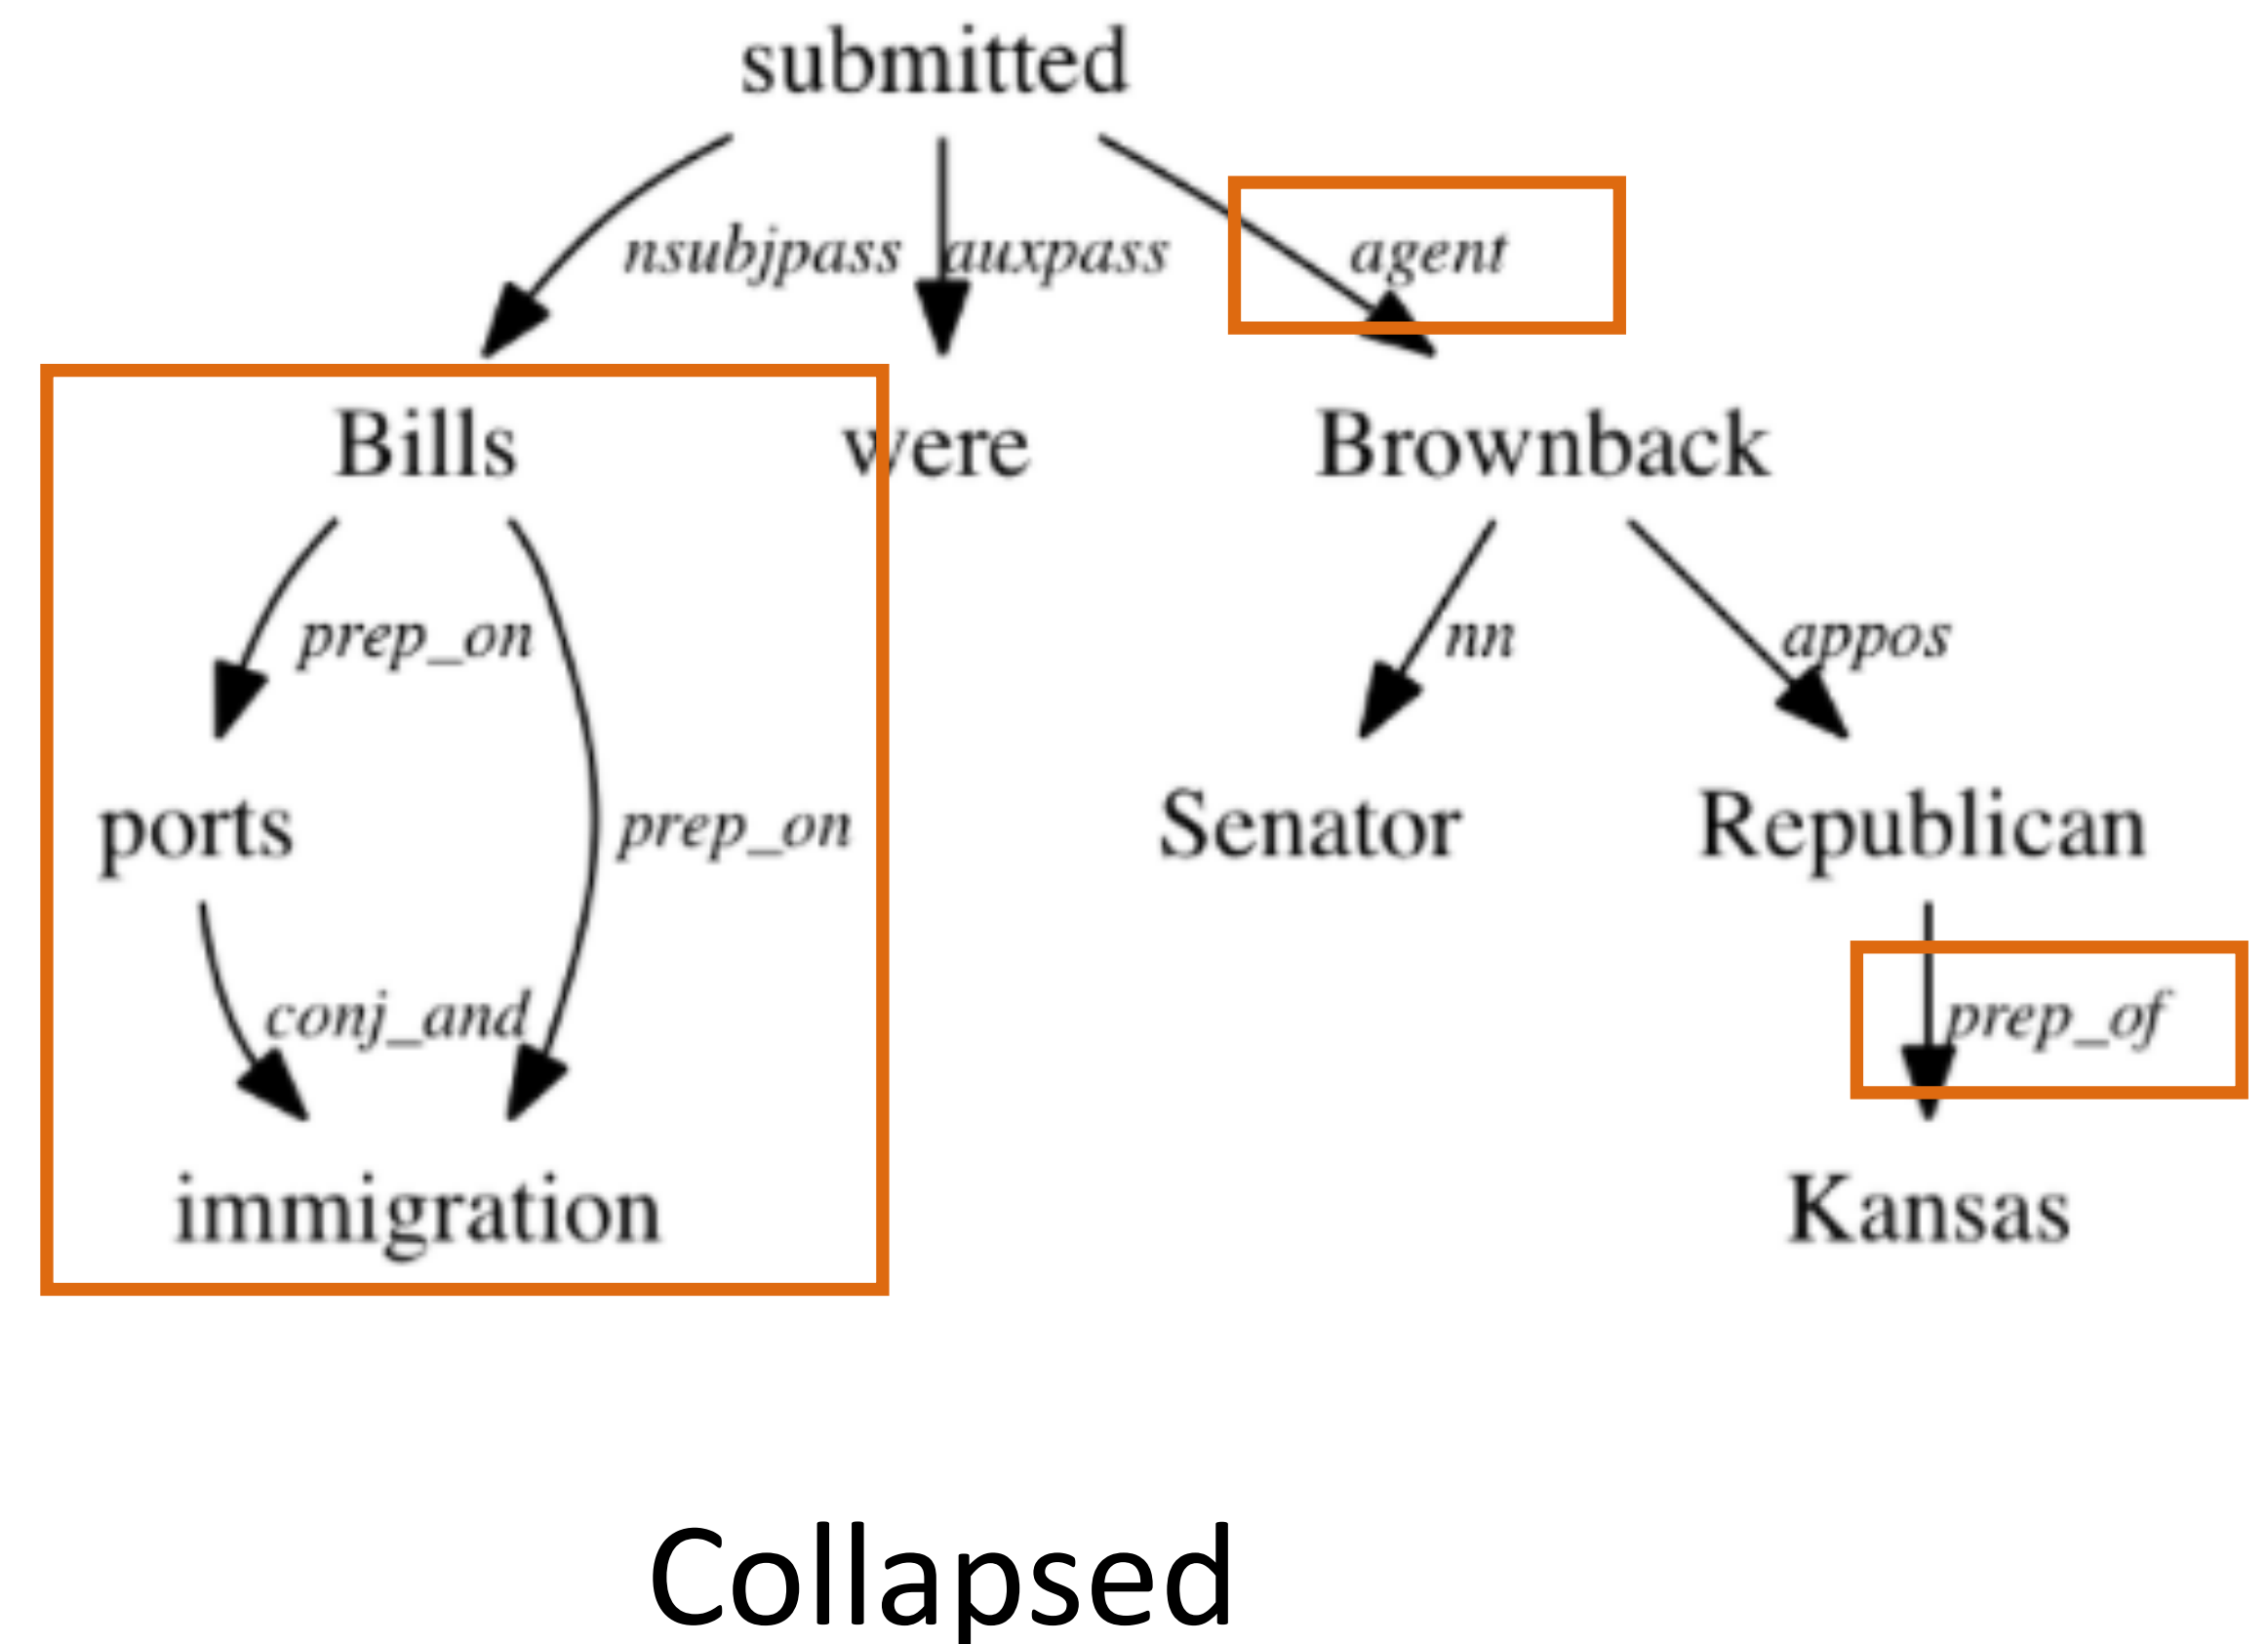 submitted
nsubjpass auxpass agent
Bills were Brownback
prep_on nn appos
ports prep_on Senator Republican
conj_and prep_of
immigration Kansas
Collapsed